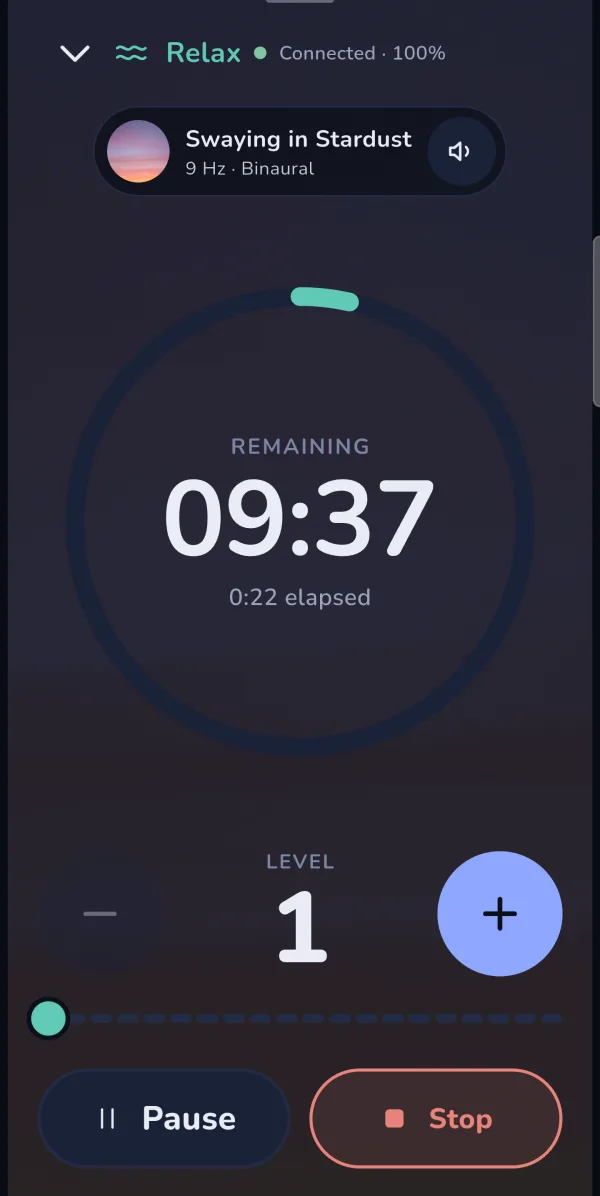 Relax
Connected · 100%
Swaying in Stardust
9 Hz · Binaural
REMAINING
09:37
0:22 elapsed
LEVEL
1
Pause
Stop